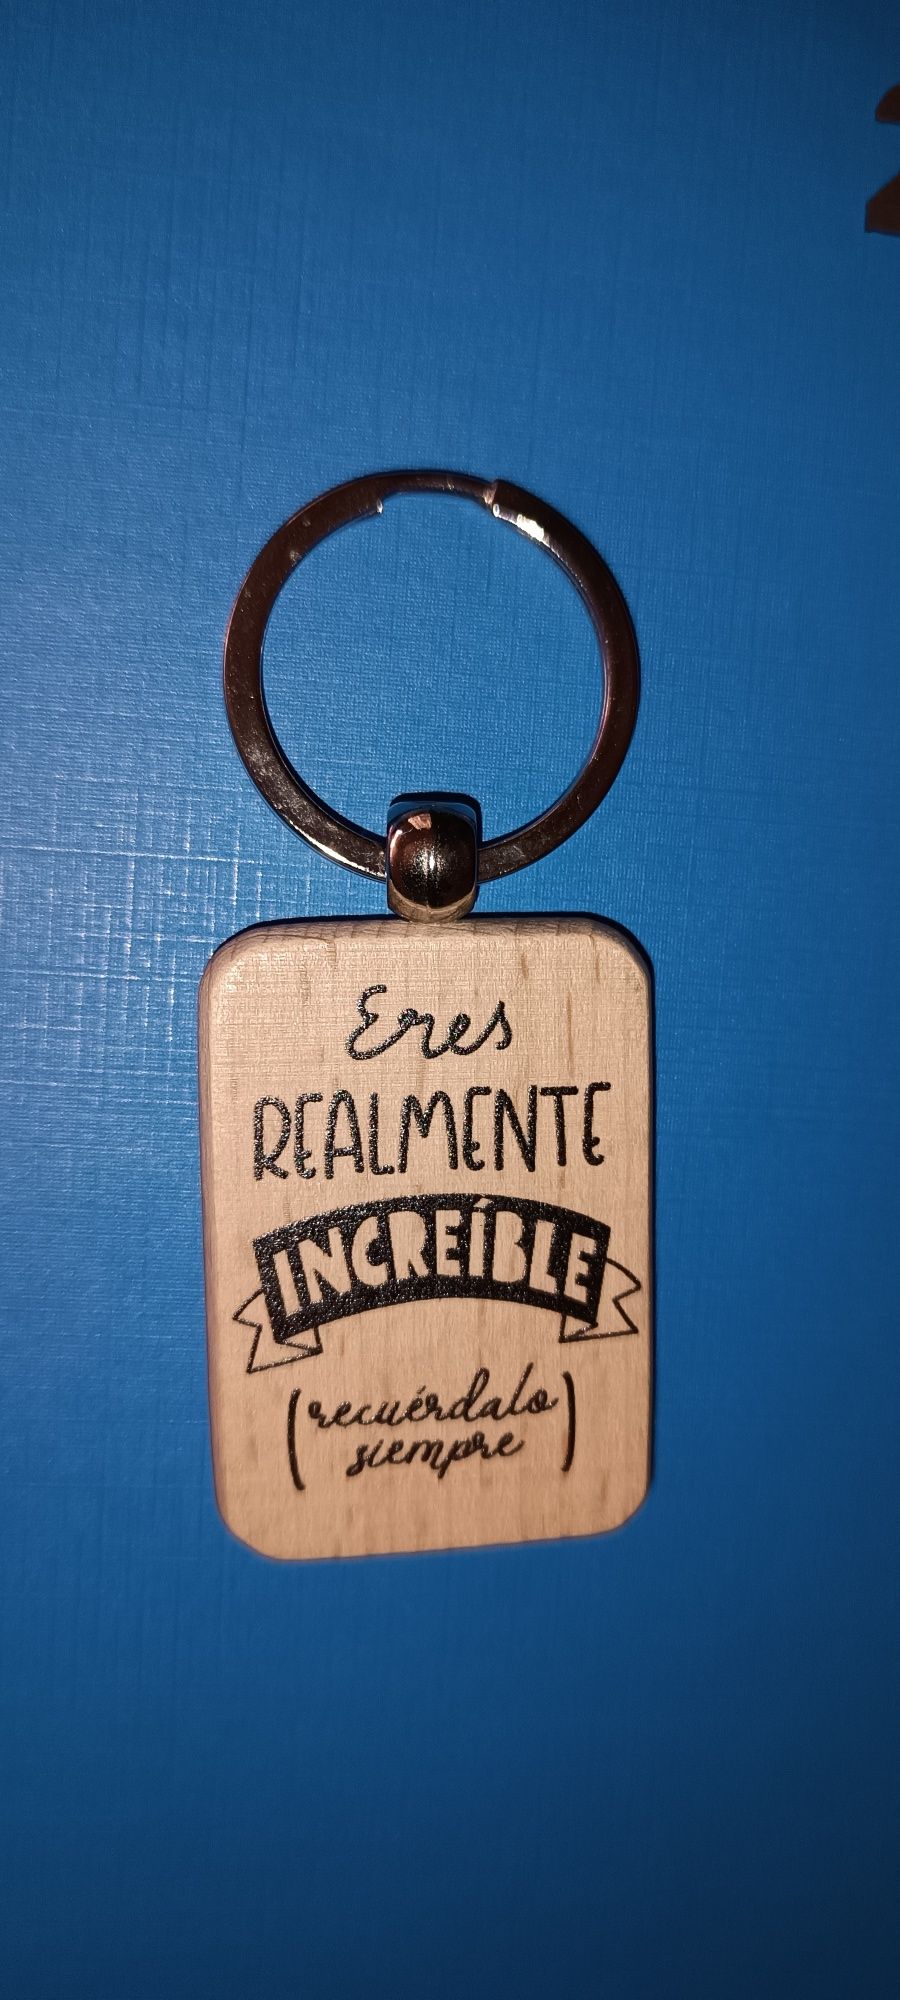 Eres
REALMENTE
INCREÍBLE
(recuérdalo
siempre)